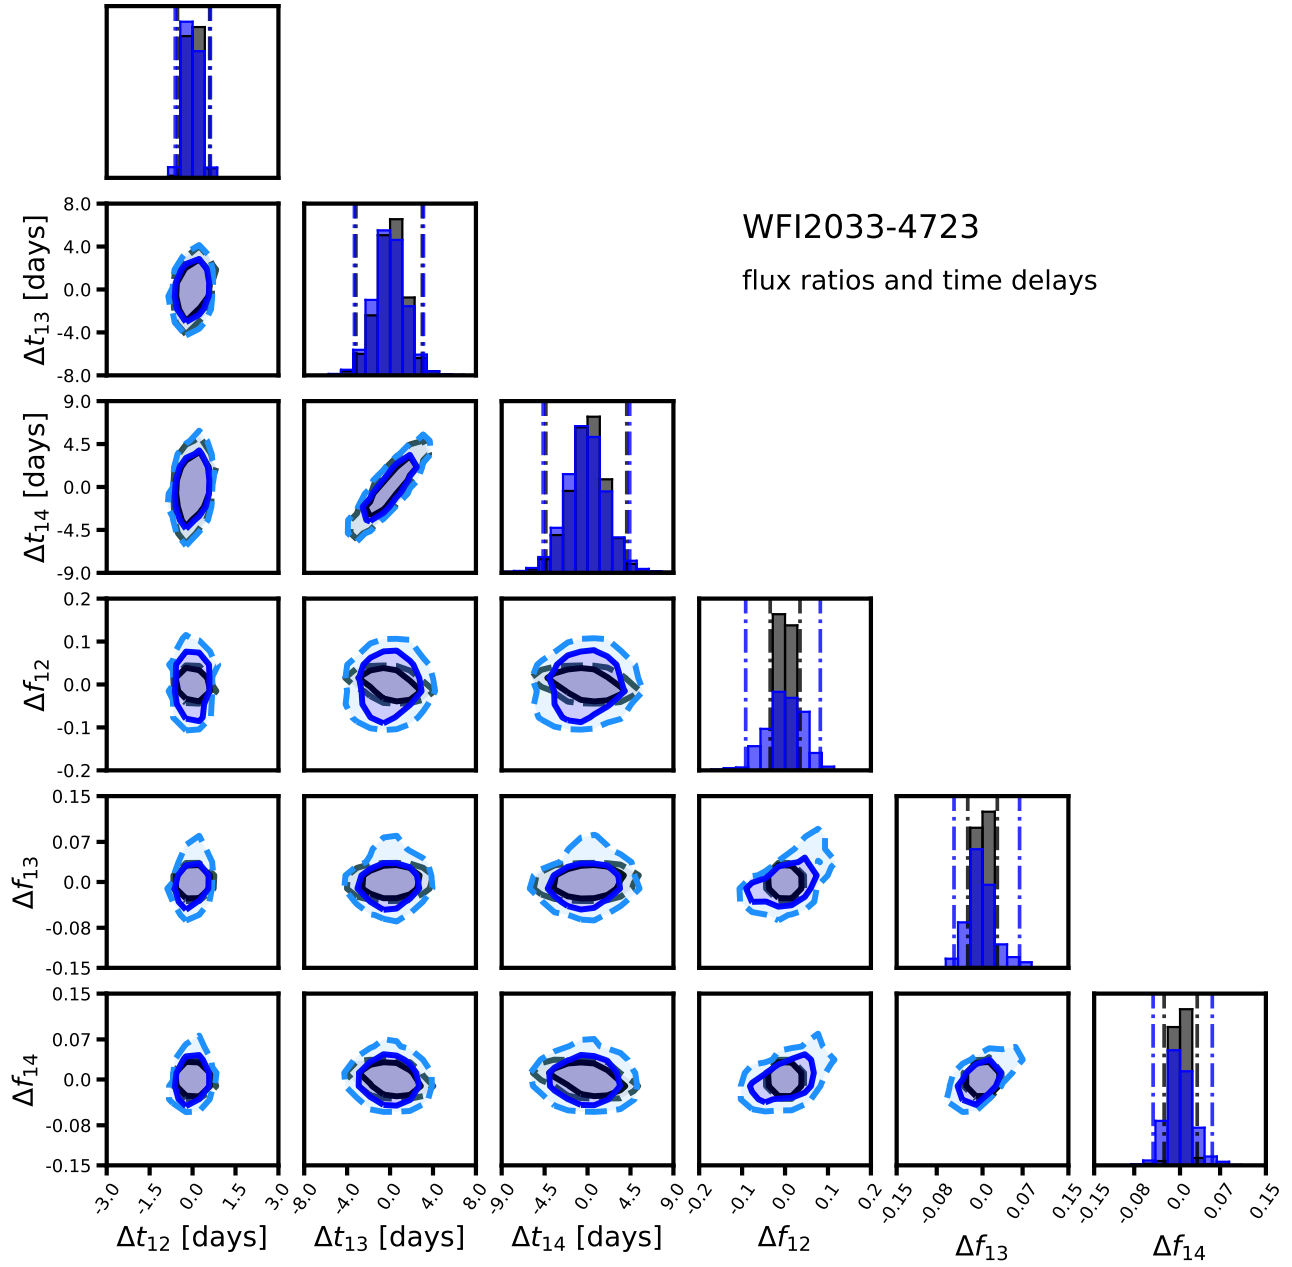 8.0
4.0
0.0
-4.0
-8.0
Δt13 [days]
WFI2033-4723
flux ratios and time delays
9.0
4.5
0.0
-4.5
-9.0
Δt14 [days]
0.2
0.1
0.0
-0.1
-0.2
Δf12
0.15
0.07
0.0
-0.08
-0.15
Δf13
0.15
0.07
0.0
-0.08
-0.15
Δf14
-3.0 -1.5 0.0 1.5 3.0 -8.0 -4.0 0.0 4.0 8.0 -9.0 -4.5 0.0 4.5 9.0 -0.2 -0.1 0.0 0.1 0.2 -0.15 -0.08 0.0 0.07 0.15 -0.15 -0.08 0.0 0.07 0.15
Δt12 [days] Δt13 [days] Δt14 [days] Δf12 Δf13 Δf14